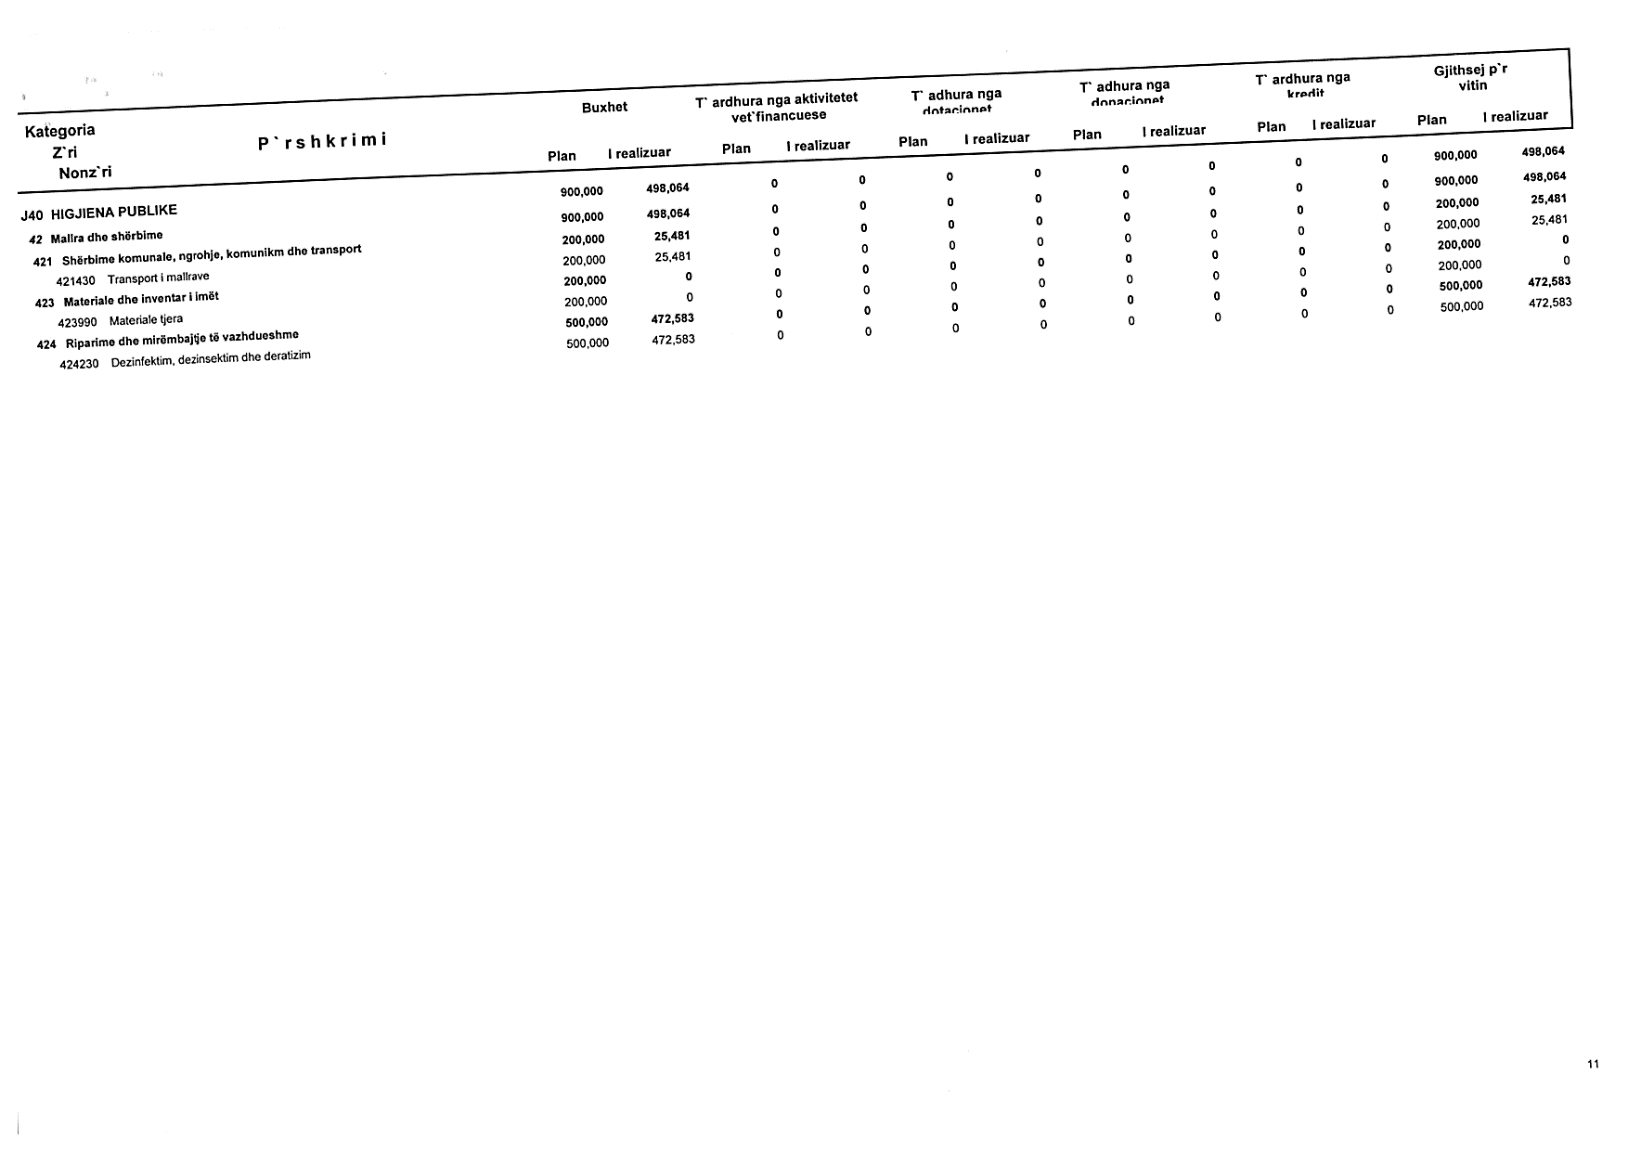 Buxhet T` ardhura nga aktivitetet T` adhura nga T` adhura nga T` ardhura nga Gjithsej p`r
vet`financuese dotacionet donacionet kredit vitin
Kategoria
Z`ri P`rshkrimi
Nonz`ri
Plan I realizuar Plan I realizuar Plan I realizuar Plan I realizuar Plan I realizuar Plan I realizuar
J40 HIGJIENA PUBLIKE 900,000 498,064 0 0 0 0 0 0 0 0 900,000 498,064
42 Mallra dhe shërbime 900,000 498,064 0 0 0 0 0 0 0 0 900,000 498,064
421 Shërbime komunale, ngrohje, komunikm dhe transport 200,000 25,481 0 0 0 0 0 0 0 0 200,000 25,481
421430 Transport i mallrave 200,000 25,481 0 0 0 0 0 0 0 0 200,000 25,481
423 Materiale dhe inventar i imët 200,000 0 0 0 0 0 0 0 0 0 200,000 0
423990 Materiale tjera 200,000 0 0 0 0 0 0 0 0 0 200,000 0
424 Riparime dhe mirëmbajtje të vazhdueshme 500,000 472,583 0 0 0 0 0 0 0 0 500,000 472,583
424230 Dezinfektim, dezinsektim dhe deratizim 500,000 472,583 0 0 0 0 0 0 0 0 500,000 472,583
11